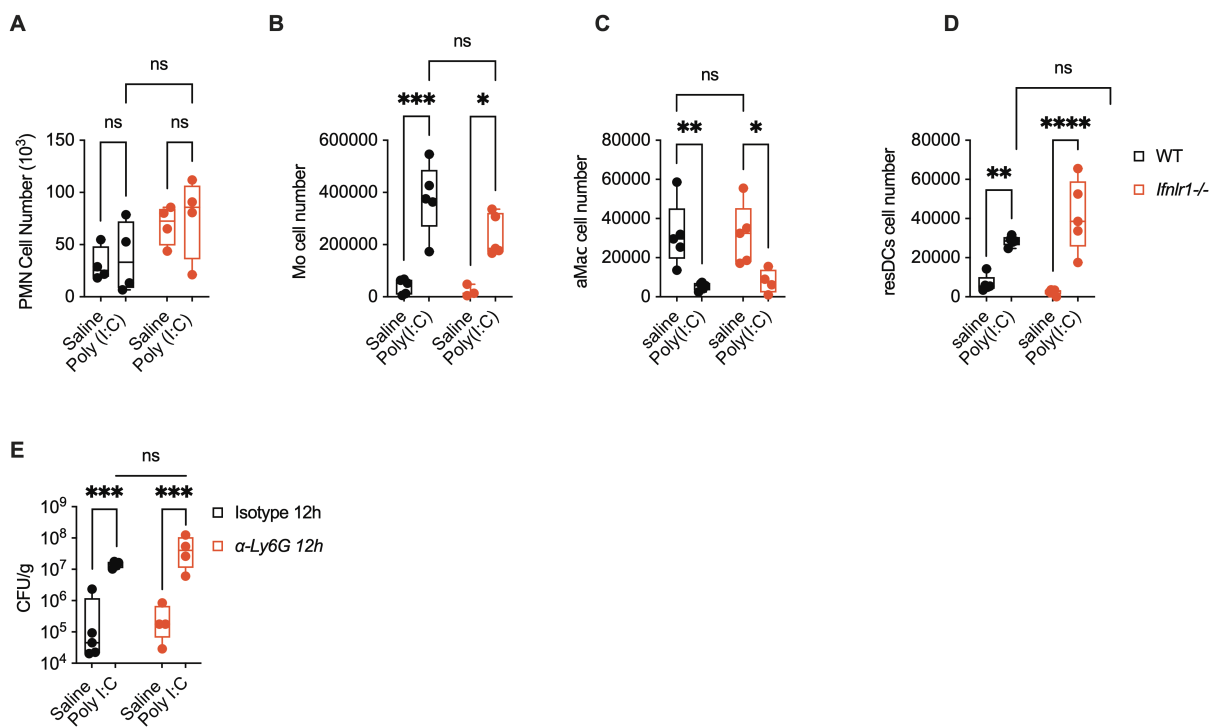 A
B
C
D
ns
ns
ns
PMN Cell Number (10³)
150
100
50
0
Saline
Poly (I:C)
Saline
Poly (I:C)
ns
***
*
Mo cell number
600000
400000
200000
0
Saline
Poly(I:C)
Saline
Poly(I:C)
ns
**
*
aMac cell number
80000
60000
40000
20000
0
saline
Poly(I:C)
saline
Poly(I:C)
ns
**
****
resDCs cell number
80000
60000
40000
20000
0
saline
Poly(I:C)
saline
Poly(I:C)
WT
Ifnlr1-/-
E
ns
***
***
CFU/g
10⁹
10⁸
10⁷
10⁶
10⁵
10⁴
Saline
Poly I:C
Saline
Poly I:C
Isotype 12h
α-Ly6G 12h